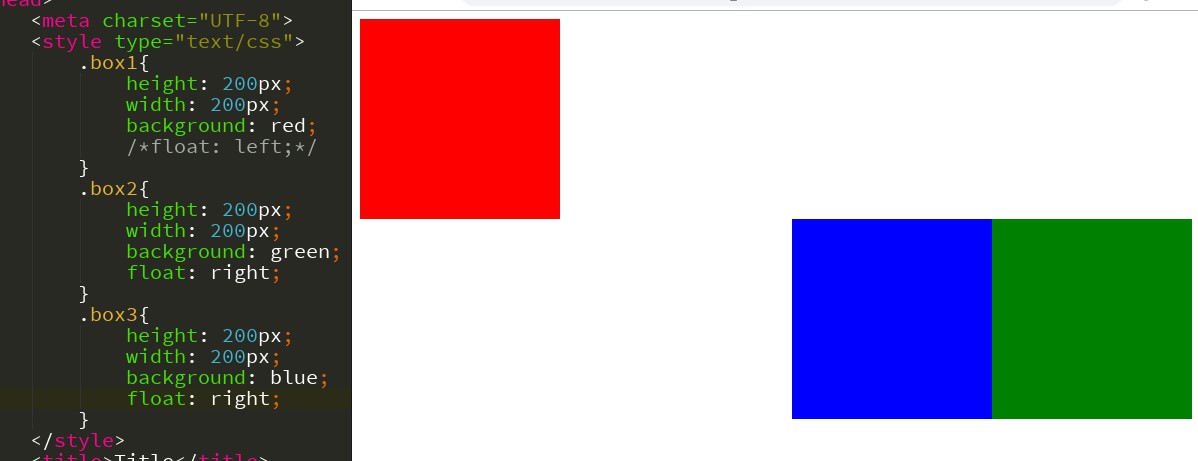 head>
<meta charset="UTF-8">
<style type="text/css">
.box1{
height: 200px;
width: 200px;
background: red;
/*float: left;*/
}
.box2{
height: 200px;
width: 200px;
background: green;
float: right;
}
.box3{
height: 200px;
width: 200px;
background: blue;
float: right;
}
</style>
<title>Title</title>